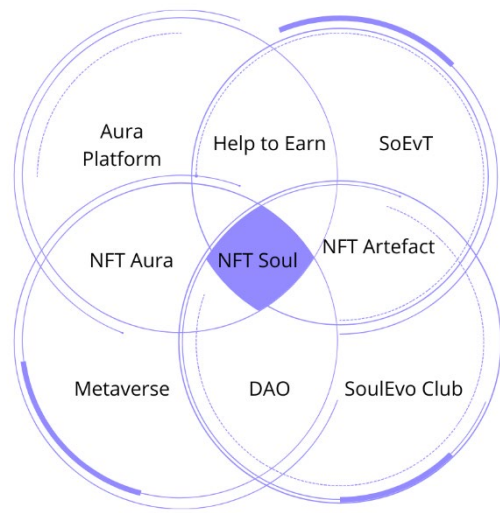 Aura
Platform
Help to Earn
SoEvT
NFT Aura
NFT Soul
NFT Artefact
Metaverse
DAO
SoulEvo Club